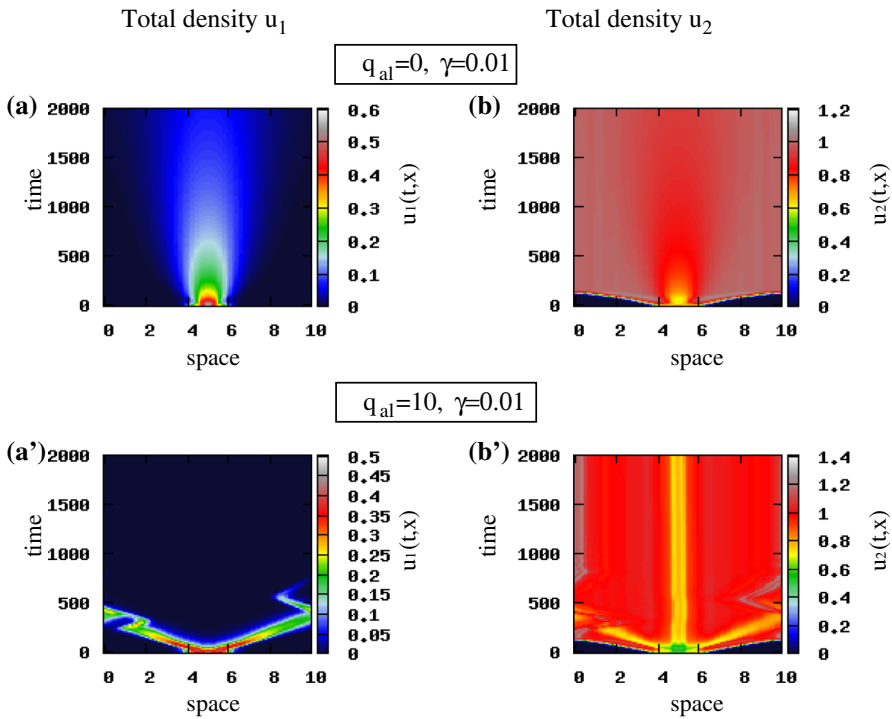 Total density u1
Total density u2
q al=0, γ=0.01
(a)
2000
1500
1000
500
0
time
0 2 4 6 8 10
space
0.6
0.5
0.4
0.3
0.2
0.1
0
u1(t,x)
(b)
2000
1500
1000
500
0
time
0 2 4 6 8 10
space
1.2
1
0.8
0.6
0.4
0.2
0
u2(t,x)
q al=10, γ=0.01
(a')
2000
1500
1000
500
0
time
0 2 4 6 8 10
space
0.5
0.45
0.4
0.35
0.3
0.25
0.2
0.15
0.1
0.05
0
u1(t,x)
(b')
2000
1500
1000
500
0
time
0 2 4 6 8 10
space
1.4
1.2
1
0.8
0.6
0.4
0.2
0
u2(t,x)